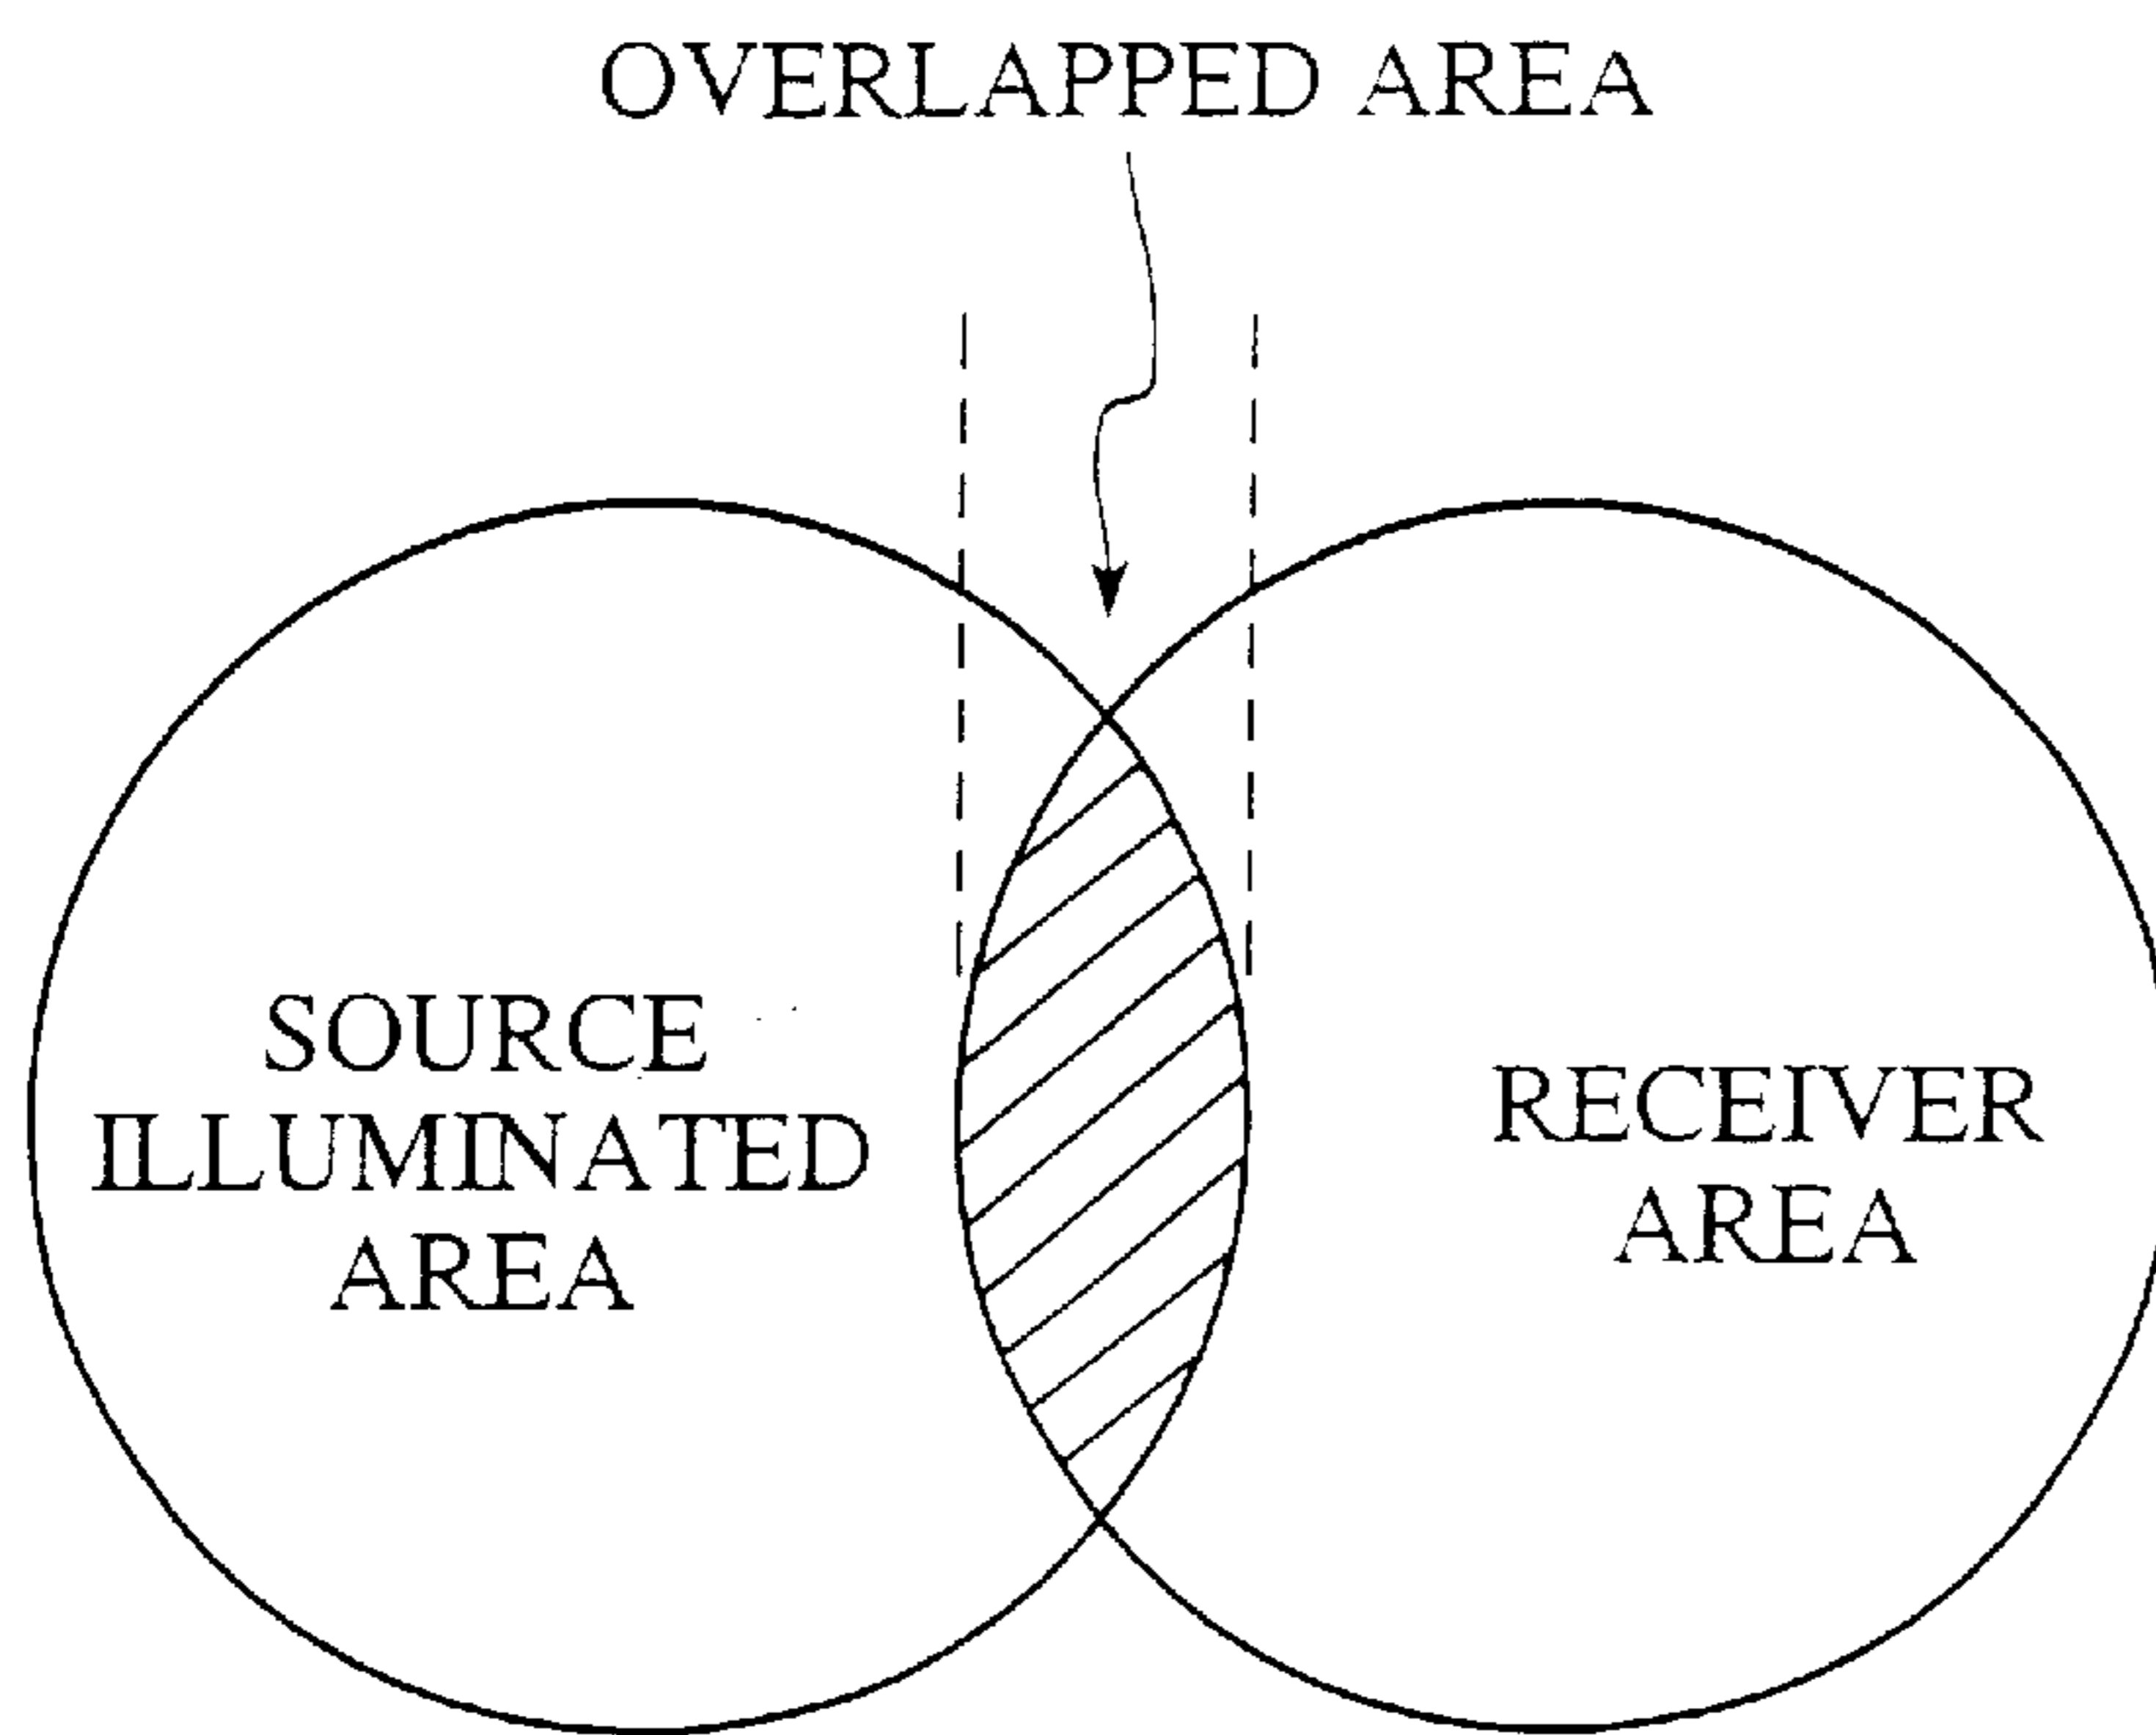 OVERLAPPED AREA
SOURCE
ILLUMINATED
AREA
RECEIVER
AREA